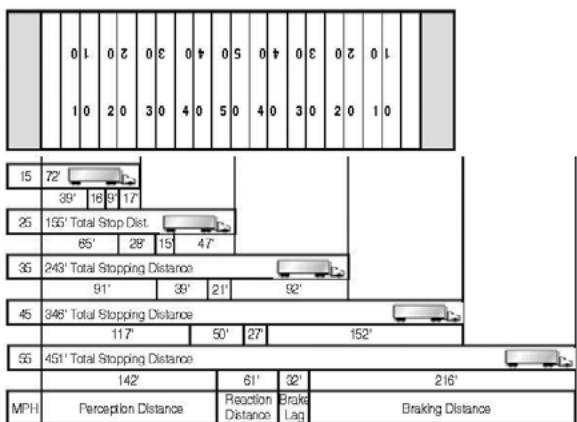 1 0 2 0 3 0 4 0 5 0 4 0 3 0 2 0 1 0
1 0 2 0 3 0 4 0 5 0 4 0 3 0 2 0 1 0
15 72'
39' 16 9' 17'
25 155' Total Stop Dist.
65' 28' 15' 47'
35 243' Total Stopping Distance
91' 39' 21' 92'
45 346' Total Stopping Distance
117' 50' 27' 152'
55 451' Total Stopping Distance
142' 61' 32' 216'
MPH Perception Distance Reaction Distance Brake Lag Braking Distance